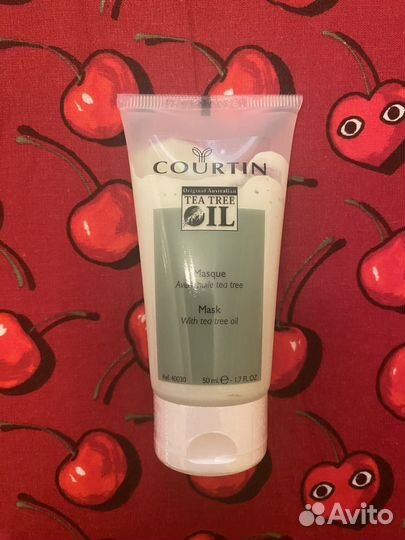 COURTIN
Original Australian
TEA TREE
OIL
Masque
Avec huile tea tree
Mask
With tea tree oil
Ref. 40030 50 ml ℮ - 1,7 FL.OZ
Avito